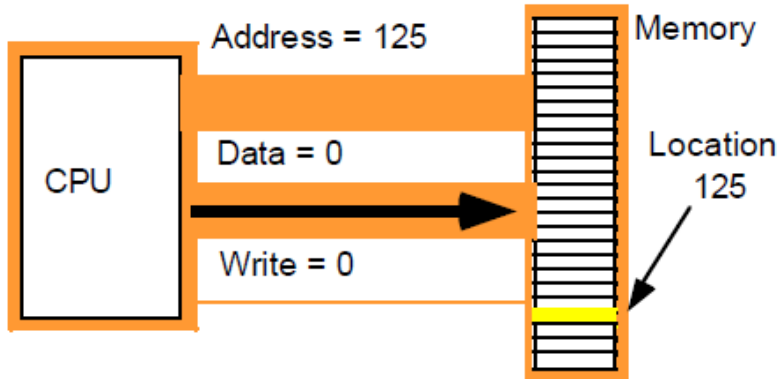 Address = 125
Memory
Data = 0
Location
125
CPU
Write = 0